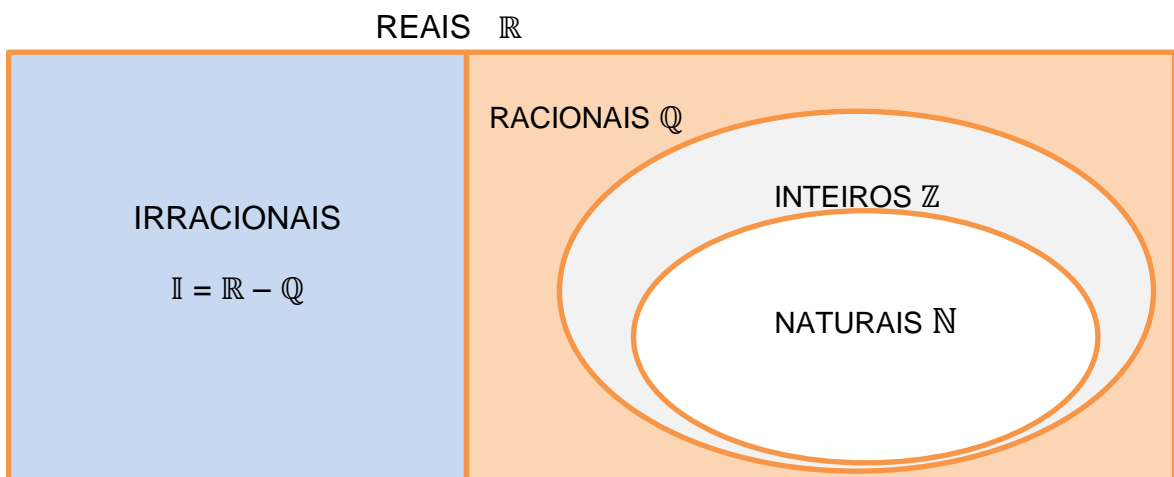 REAIS ℝ
RACIONAIS ℚ
INTEIROS ℤ
IRRACIONAIS
𝕀 = ℝ − ℚ
NATURAIS ℕ